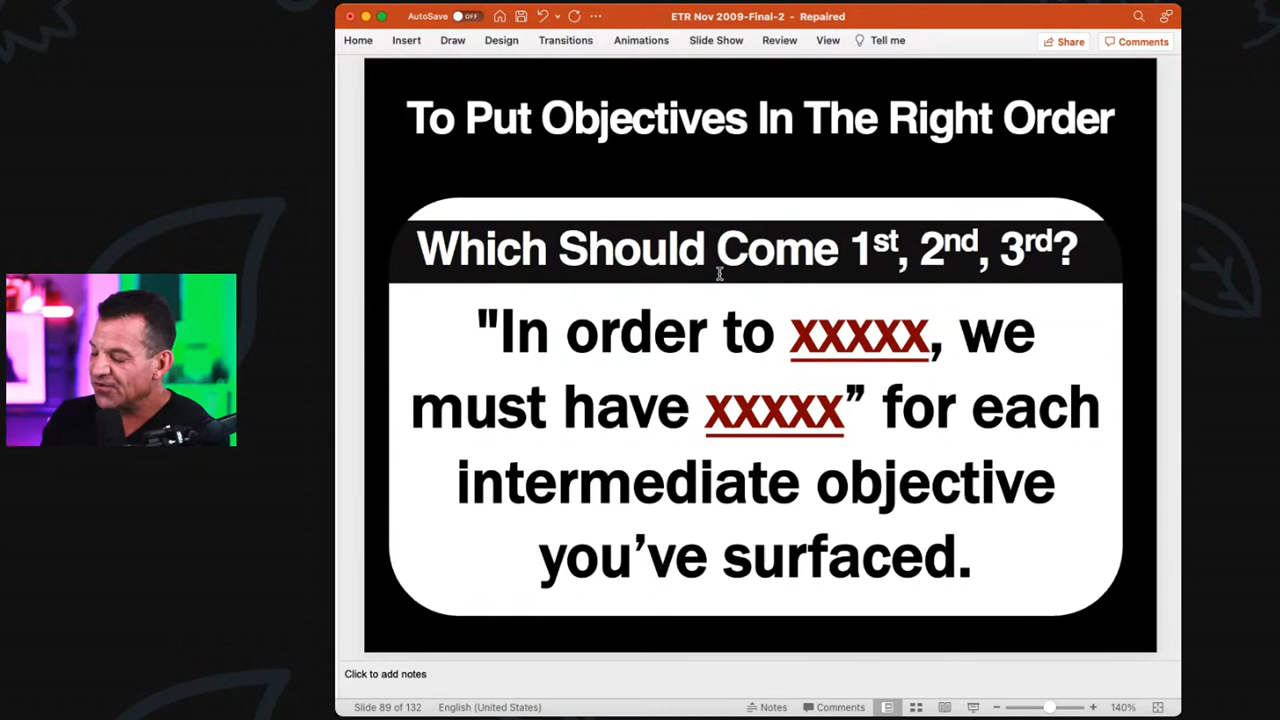 AutoSave OFF ETR Nov 2009-Final-2 - Repaired
Home Insert Draw Design Transitions Animations Slide Show Review View Tell me Share Comments
To Put Objectives In The Right Order
Which Should Come 1st, 2nd, 3rd?
"In order to xxxxx, we
must have xxxxx” for each
intermediate objective
you’ve surfaced.
Click to add notes
Slide 89 of 132 English (United States) Notes Comments 140%